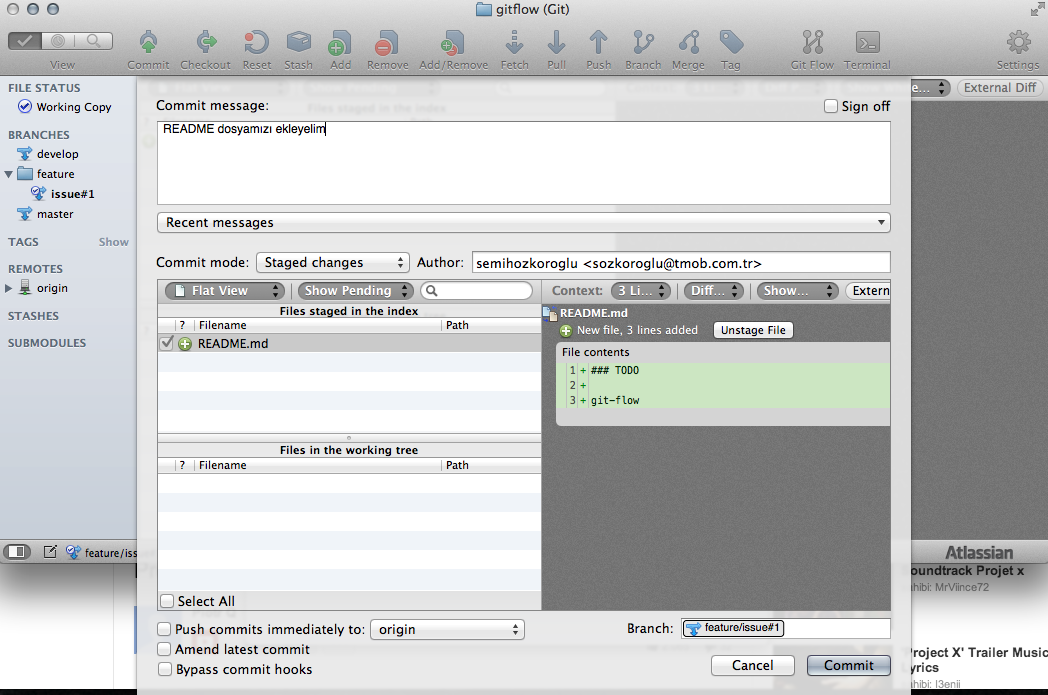 gitflow (Git)
View Commit Checkout Reset Stash Add Remove Add/Remove Fetch Pull Push Branch Merge Tag Git Flow Terminal Settings
FILE STATUS
Working Copy
BRANCHES
develop
feature
issue#1
master
TAGS Show
REMOTES
origin
STASHES
SUBMODULES
e... External Diff
Commit message: Sign off
README dosyamızı ekleyelim
Recent messages
Commit mode: Staged changes Author: semihozkoroglu <sozkoroglu@tmob.com.tr>
Flat View Show Pending Context: 3 Li... Diff... Show... Extern
Files staged in the index
? Filename Path
README.md
README.md
New file, 3 lines added Unstage File
File contents
1 + ### TODO
2 +
3 + git-flow
Files in the working tree
? Filename Path
Select All
Push commits immediately to: origin Branch: feature/issue#1
Amend latest commit
Bypass commit hooks
Cancel Commit
feature/iss
Atlassian
oundtrack Projet x
ahibi: MrViince72
'Project X' Trailer Music
Lyrics
ahibi: l3enii